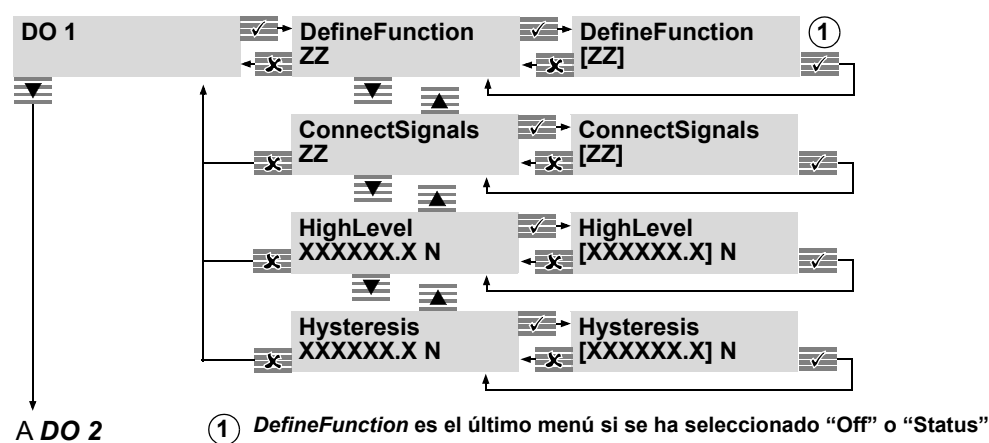 DO 1
DefineFunction
ZZ
DefineFunction
[ZZ]
1
ConnectSignals
ZZ
ConnectSignals
[ZZ]
HighLevel
XXXXXX.X N
HighLevel
[XXXXXX.X] N
Hysteresis
XXXXXX.X N
Hysteresis
[XXXXXX.X] N
A DO 2
1 DefineFunction es el último menú si se ha seleccionado “Off” o “Status”